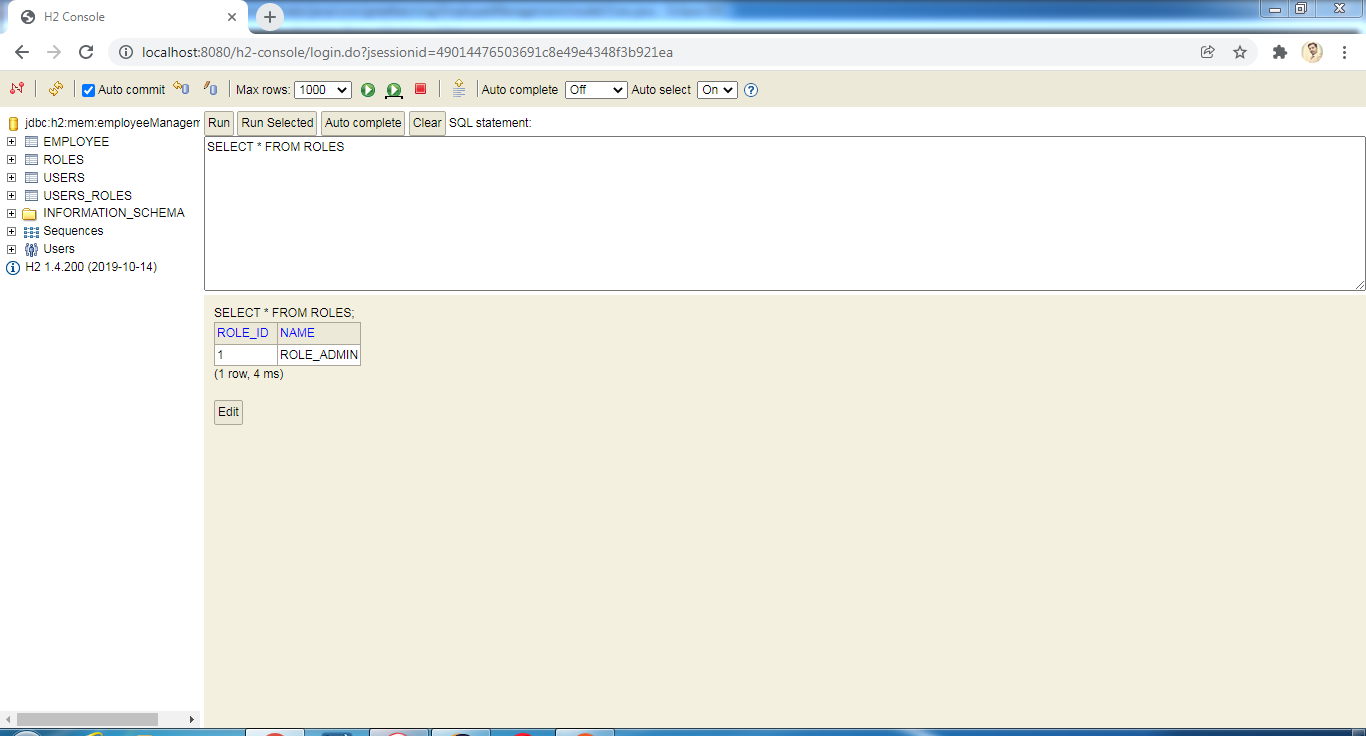 H2 Console
localhost:8080/h2-console/login.do?jsessionid=49014476503691c8e49e4348f3b921ea
Auto commit Max rows: 1000 Auto complete Off Auto select On
jdbc:h2:mem:employeeManagem
EMPLOYEE
ROLES
USERS
USERS_ROLES
INFORMATION_SCHEMA
Sequences
Users
H2 1.4.200 (2019-10-14)
Run Run Selected Auto complete Clear SQL statement:
SELECT * FROM ROLES
SELECT * FROM ROLES;
ROLE_ID NAME
1 ROLE_ADMIN
(1 row, 4 ms)
Edit